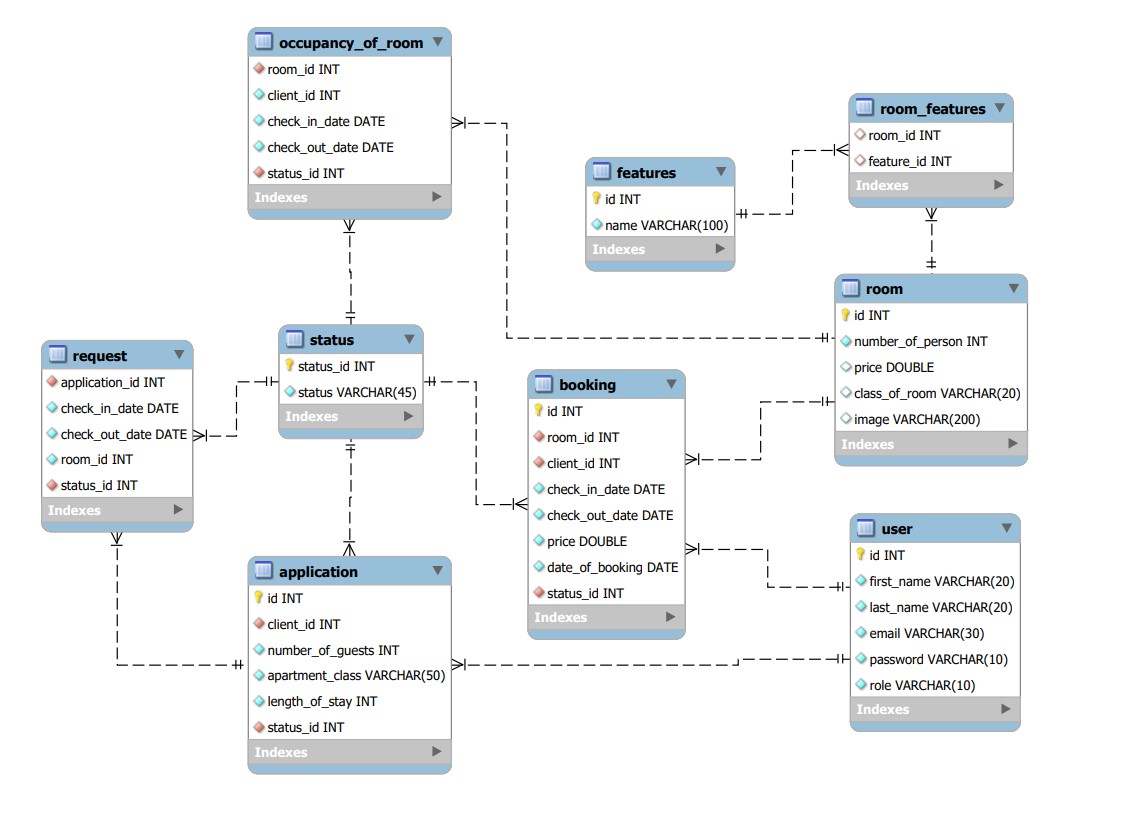 occupancy_of_room
room_id INT
client_id INT
check_in_date DATE
check_out_date DATE
status_id INT
Indexes
room_features
room_id INT
feature_id INT
Indexes
features
id INT
name VARCHAR(100)
Indexes
room
id INT
number_of_person INT
price DOUBLE
class_of_room VARCHAR(20)
image VARCHAR(200)
Indexes
status
status_id INT
status VARCHAR(45)
Indexes
request
application_id INT
check_in_date DATE
check_out_date DATE
room_id INT
status_id INT
Indexes
booking
id INT
room_id INT
client_id INT
check_in_date DATE
check_out_date DATE
price DOUBLE
date_of_booking DATE
status_id INT
Indexes
user
id INT
first_name VARCHAR(20)
last_name VARCHAR(20)
email VARCHAR(30)
password VARCHAR(10)
role VARCHAR(10)
Indexes
application
id INT
client_id INT
number_of_guests INT
apartment_class VARCHAR(50)
length_of_stay INT
status_id INT
Indexes